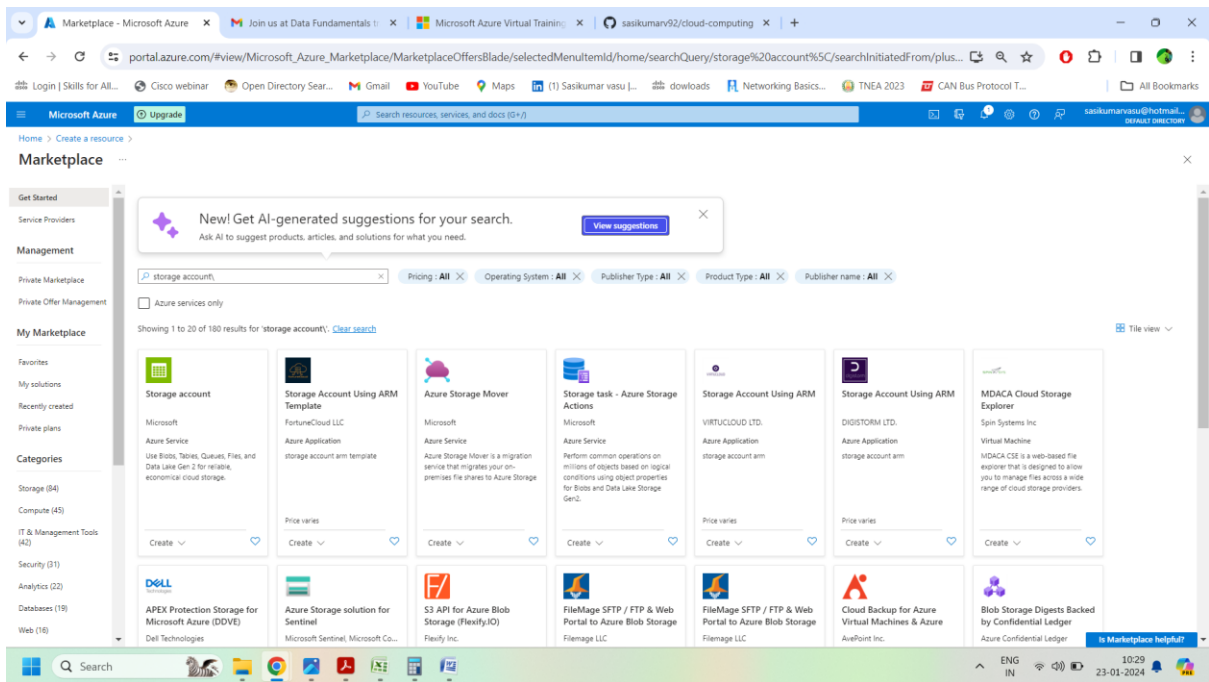 Marketplace - Microsoft Azure
Join us at Data Fundamentals tr
Microsoft Azure Virtual Training
sasikumarv92/cloud-computing
portal.azure.com/#view/Microsoft_Azure_Marketplace/MarketplaceOffersBlade/selectedMenuItemId/home/searchQuery/storage%20account%5C/searchInitiatedFrom/plus...
Login | Skills for All...
Cisco webinar
Open Directory Sear...
Gmail
YouTube
Maps
(1) Sasikumar vasu |...
dowloads
Networking Basics...
TNEA 2023
CAN Bus Protocol T...
All Bookmarks
Microsoft Azure
Upgrade
Search resources, services, and docs (G+/)
1
sasikumarvasu@hotmail...
DEFAULT DIRECTORY
Home > Create a resource >
Marketplace ...
Get Started
Service Providers
Management
Private Marketplace
Private Offer Management
My Marketplace
Favorites
My solutions
Recently created
Private plans
Categories
Storage (84)
Compute (45)
IT & Management Tools
(42)
Security (31)
Analytics (22)
Databases (19)
Web (16)
New! Get AI-generated suggestions for your search.
Ask AI to suggest products, articles, and solutions for what you need.
View suggestions
storage account\
Pricing : All
Operating System : All
Publisher Type : All
Product Type : All
Publisher name : All
Azure services only
Showing 1 to 20 of 180 results for 'storage account\'. Clear search
Tile view
Storage account
Microsoft
Azure Service
Use Blobs, Tables, Queues, Files, and
Data Lake Gen 2 for reliable,
economical cloud storage.
Create
Storage Account Using ARM
Template
FortuneCloud LLC
Azure Application
storage account arm template
Price varies
Create
Azure Storage Mover
Microsoft
Azure Service
Azure Storage Mover is a migration
service that migrates your on-
premises file shares to Azure Storage
Create
Storage task - Azure Storage
Actions
Microsoft
Azure Service
Perform common operations on
millions of objects based on logical
conditions using object properties
for Blobs and Data Lake Storage
Gen2.
Create
Storage Account Using ARM
VIRTUCLOUD LTD.
Azure Application
storage account arm
Price varies
Create
Storage Account Using ARM
DIGISTORM LTD.
Azure Application
storage account arm
Price varies
Create
MDACA Cloud Storage
Explorer
Spin Systems Inc
Virtual Machine
MDACA CSE is a web-based file
explorer that is designed to allow
you to manage files across a wide
range of cloud storage providers.
Create
DELL
Technologies
APEX Protection Storage for
Microsoft Azure (DDVE)
Dell Technologies
Azure Storage solution for
Sentinel
Microsoft Sentinel, Microsoft Co...
S3 API for Azure Blob
Storage (Flexify.IO)
Flexify Inc.
FileMage SFTP / FTP & Web
Portal to Azure Blob Storage
Filemage LLC
FileMage SFTP / FTP & Web
Portal to Azure Blob Storage
Filemage LLC
Cloud Backup for Azure
Virtual Machines & Azure
AvePoint Inc.
Blob Storage Digests Backed
by Confidential Ledger
Azure Confidential Ledger
Is Marketplace helpful?
Search
ENG
IN
10:29
23-01-2024
PRE